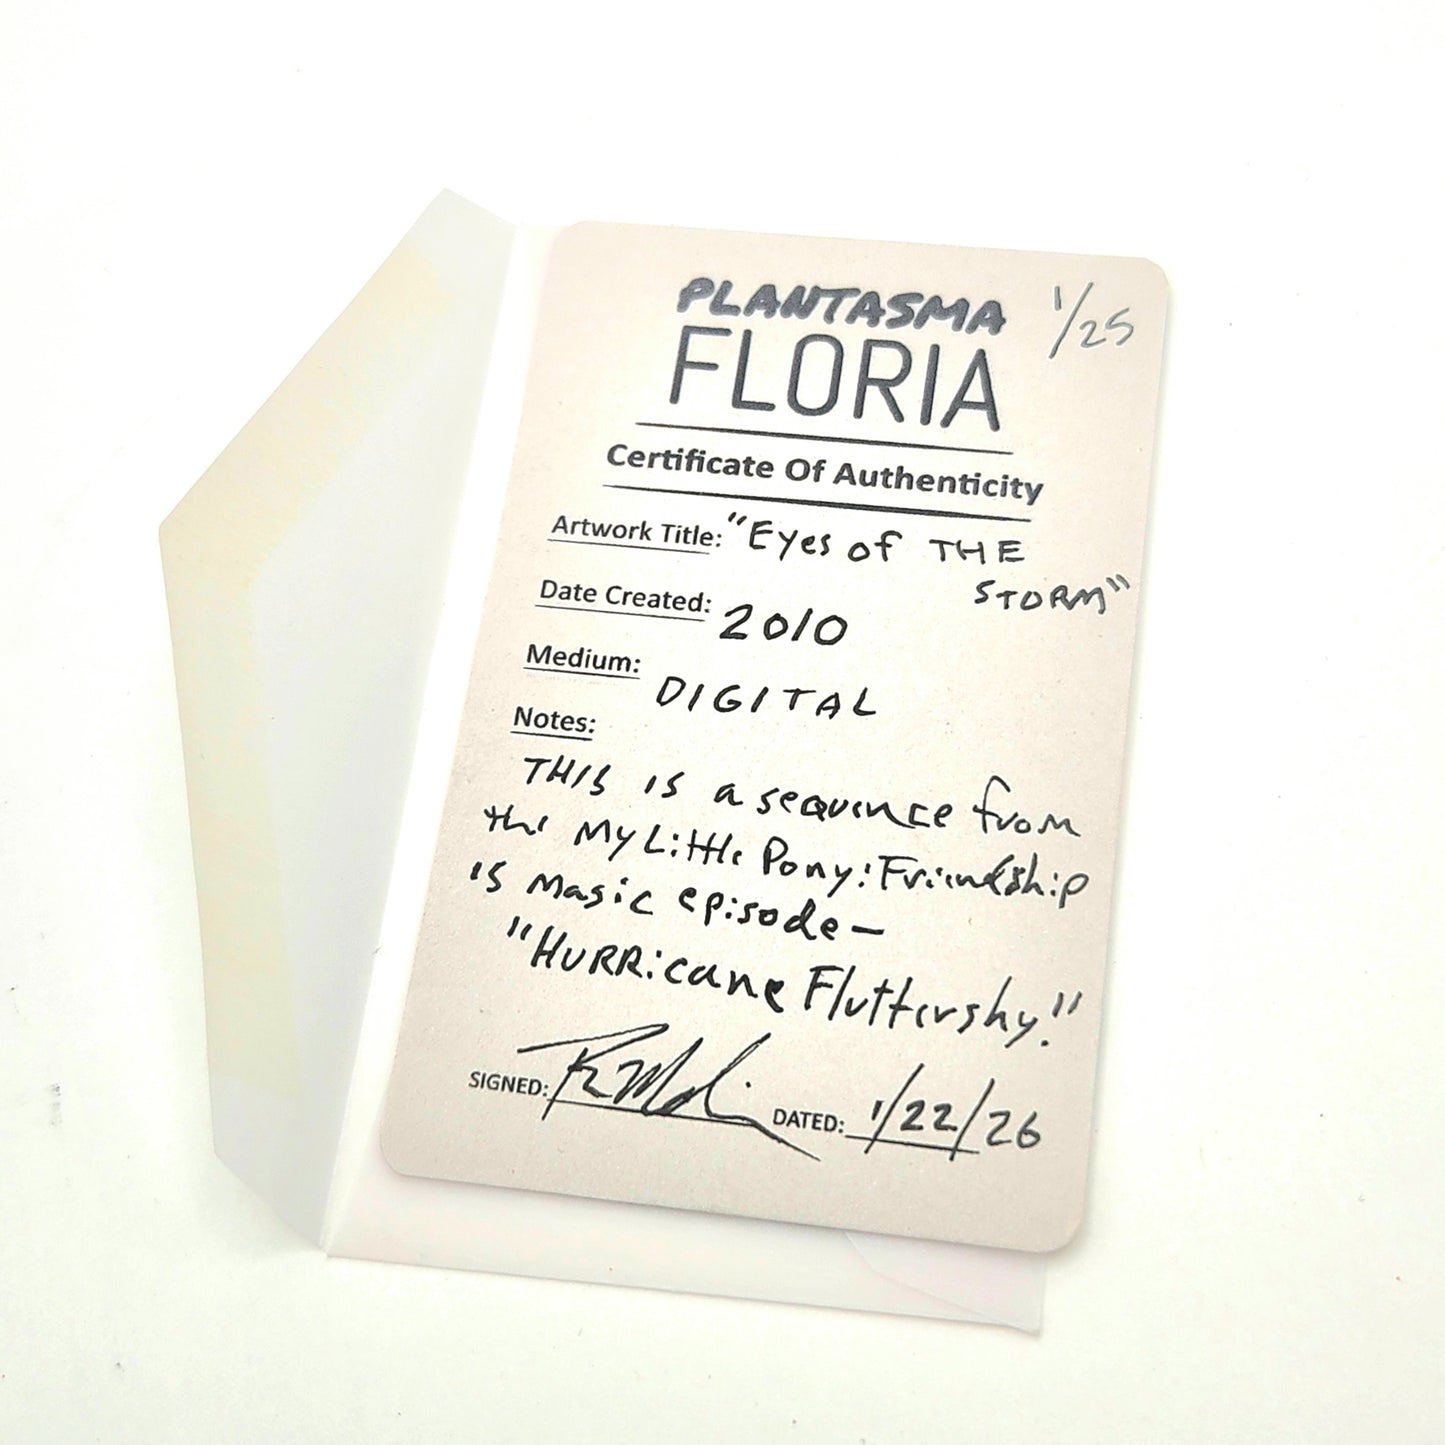 PLANTASMA 1/25
FLORIA
Certificate Of Authenticity
Artwork Title: "Eyes of THE
STORM"
Date Created: 2010
Medium: DIGITAL
Notes:
THIS IS a sequence from
the My Little Pony: Friendship
is Magic episode—
"HURRicane Fluttershy."
SIGNED: DATED: 1/22/26